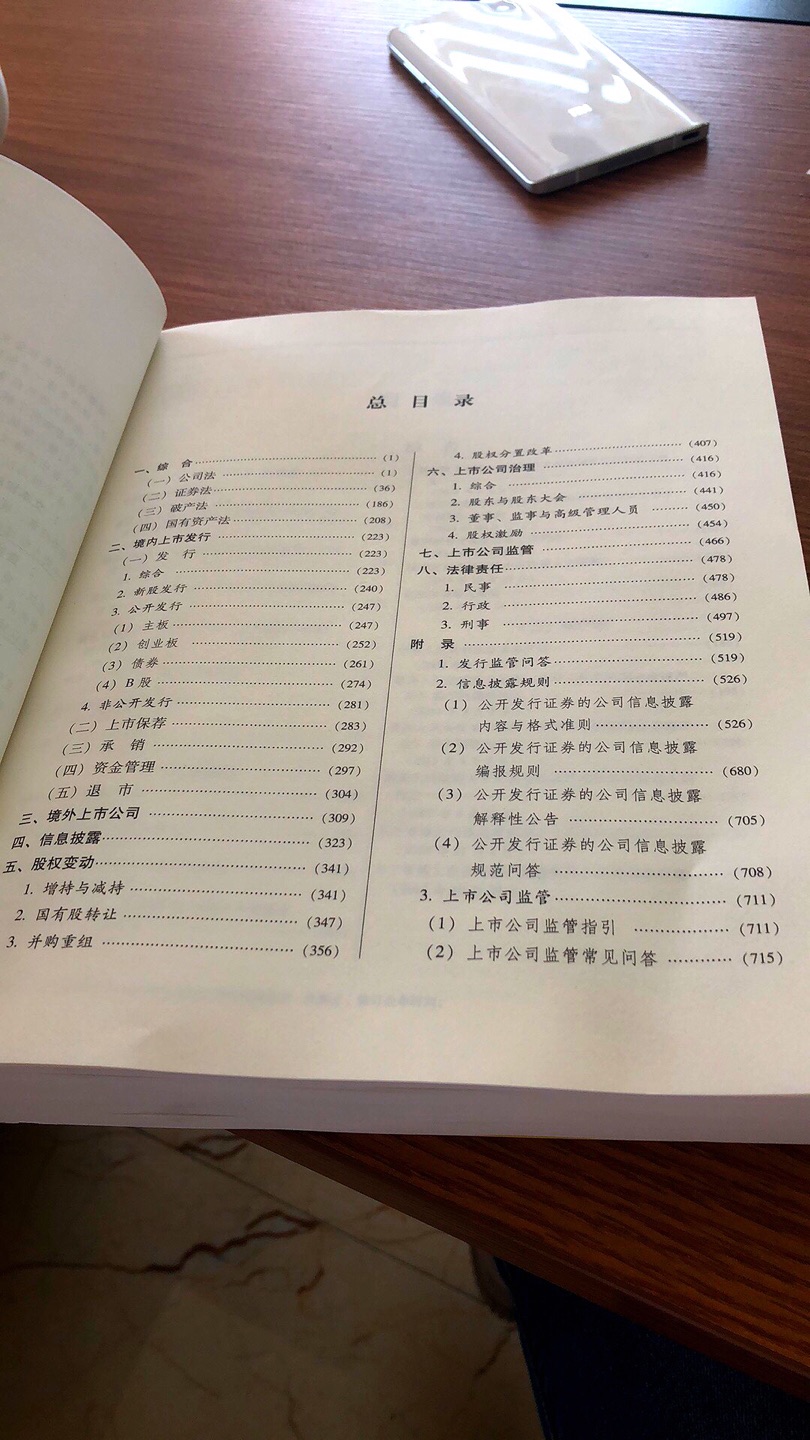 总 目 录
一、综 合 (1)
(一) 公司法 (1)
(二) 证券法 (36)
(三) 破产法 (186)
(四) 国有资产法 (208)
二、境内上市发行 (223)
(一) 发 行 (223)
1. 综合 (223)
2. 新股发行 (240)
3. 公开发行 (247)
(1) 主板 (247)
(2) 创业板 (252)
(3) 债券 (261)
(4) B股 (274)
4. 非公开发行 (281)
(二) 上市保荐 (283)
(三) 承 销 (292)
(四) 资金管理 (297)
(五) 退 市 (304)
三、境外上市公司 (309)
四、信息披露 (323)
五、股权变动 (341)
1. 增持与减持 (341)
2. 国有股转让 (347)
3. 并购重组 (356)
4. 股权分置改革 (407)
六、上市公司治理 (416)
1. 综合 (416)
2. 股东与股东大会 (441)
3. 董事、监事与高级管理人员 (450)
4. 股权激励 (454)
七、上市公司监管 (466)
八、法律责任 (478)
1. 民事 (478)
2. 行政 (486)
3. 刑事 (497)
附 录 (519)
1. 发行监管问答 (519)
2. 信息披露规则 (526)
(1) 公开发行证券的公司信息披露
内容与格式准则 (526)
(2) 公开发行证券的公司信息披露
编报规则 (680)
(3) 公开发行证券的公司信息披露
解释性公告 (705)
(4) 公开发行证券的公司信息披露
规范问答 (708)
3. 上市公司监管 (711)
(1) 上市公司监管指引 (711)
(2) 上市公司监管常见问答 (715)